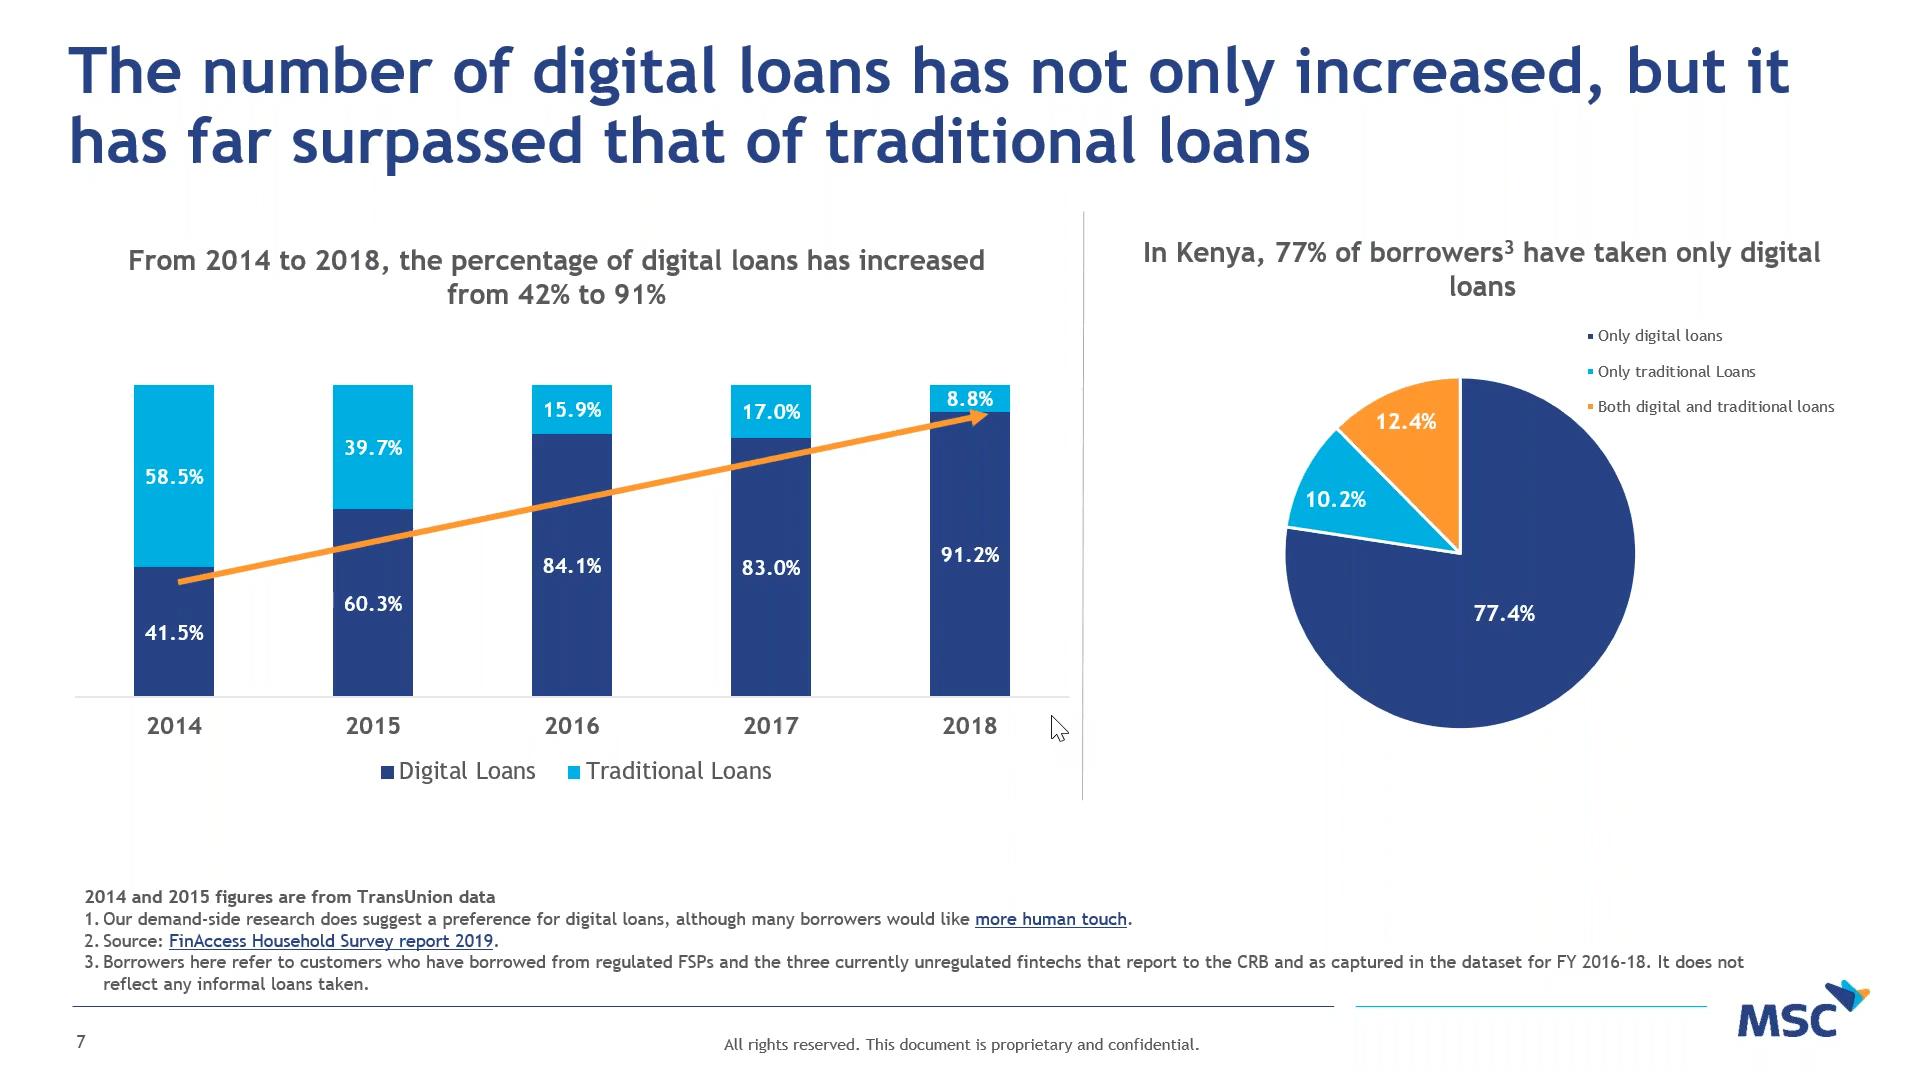 The number of digital loans has not only increased, but it
has far surpassed that of traditional loans
From 2014 to 2018, the percentage of digital loans has increased
from 42% to 91%
58.5%
39.7%
15.9%
17.0%
8.8%
41.5%
60.3%
84.1%
83.0%
91.2%
2014
2015
2016
2017
2018
Digital Loans
Traditional Loans
In Kenya, 77% of borrowers³ have taken only digital
loans
Only digital loans
Only traditional Loans
Both digital and traditional loans
12.4%
10.2%
77.4%
2014 and 2015 figures are from TransUnion data
1. Our demand-side research does suggest a preference for digital loans, although many borrowers would like more human touch.
2. Source: FinAccess Household Survey report 2019.
3. Borrowers here refer to customers who have borrowed from regulated FSPs and the three currently unregulated fintechs that report to the CRB and as captured in the dataset for FY 2016-18. It does not
reflect any informal loans taken.
MSC
7
All rights reserved. This document is proprietary and confidential.